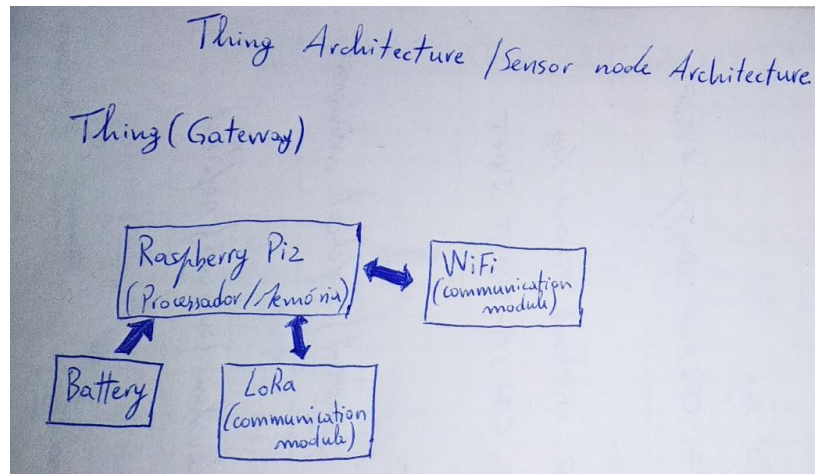 Thing Architecture / Sensor node Architecture
Thing (Gateway)
Raspberry Pi2
(Processador/Memória)
WiFi
(communication
module)
Battery
LoRa
(communication
module)